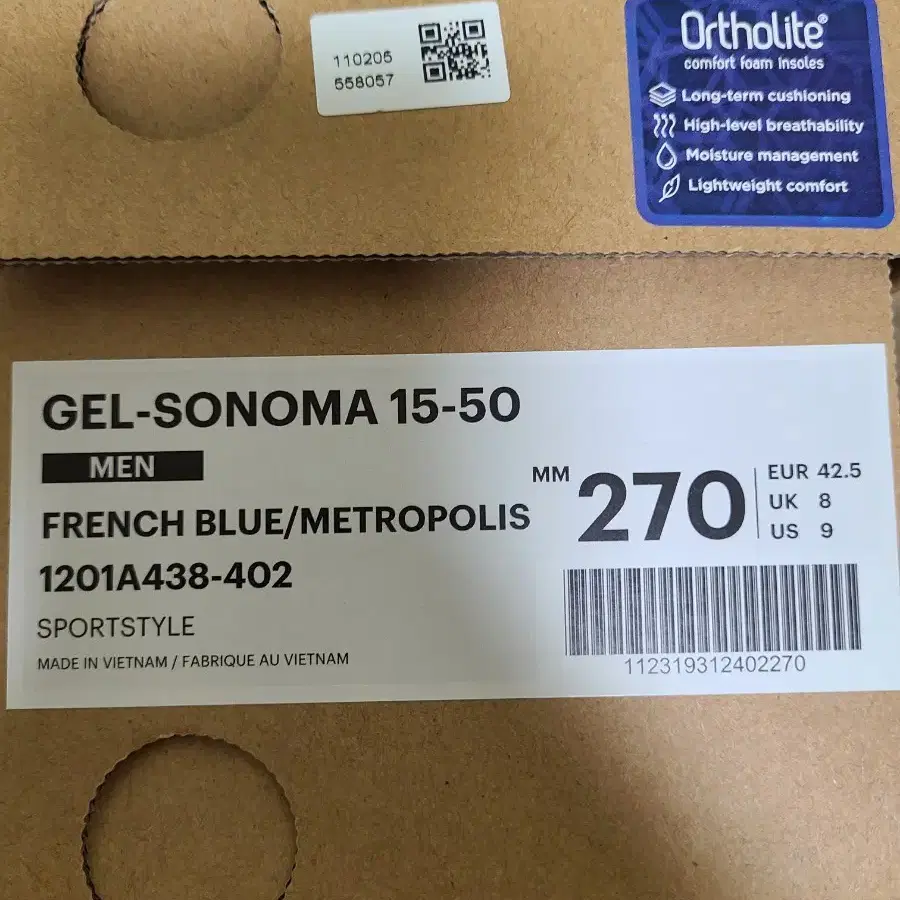 110205
558057
Ortholite®
comfort foam insoles
Long-term cushioning
High-level breathability
Moisture management
Lightweight comfort
GEL-SONOMA 15-50
MEN
FRENCH BLUE/METROPOLIS
1201A438-402
SPORTSTYLE
MADE IN VIETNAM / FABRIQUE AU VIETNAM
MM 270
EUR 42.5
UK 8
US 9
112319312402270